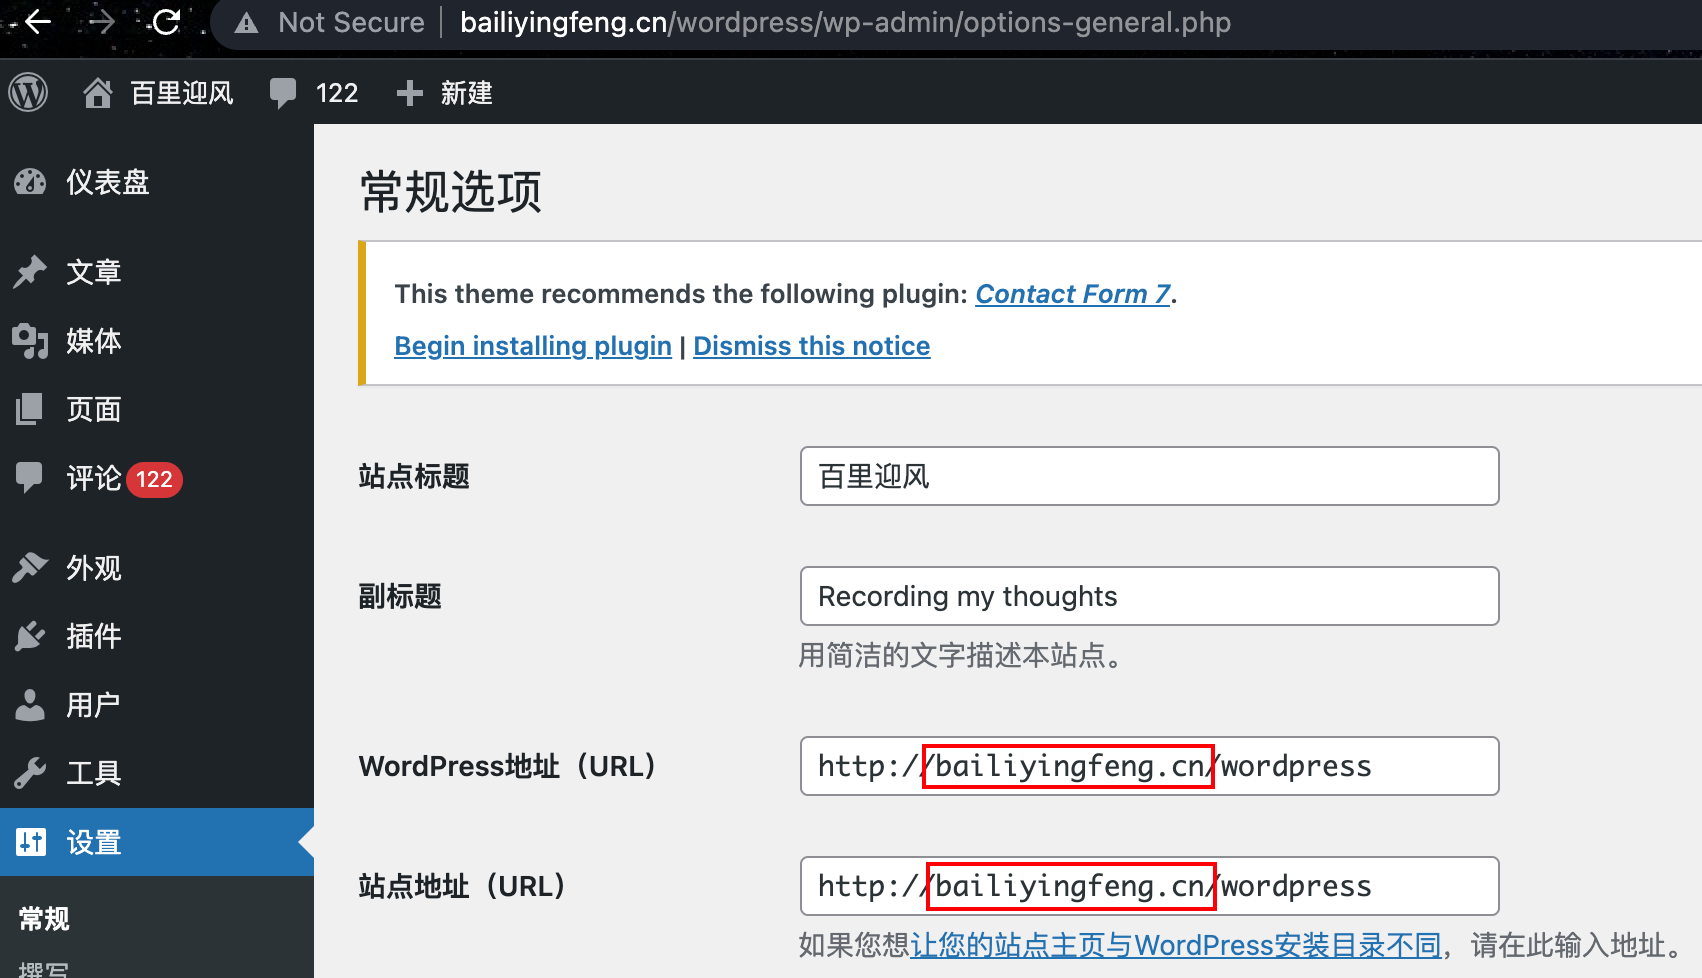 Not Secure | bailiyingfeng.cn/wordpress/wp-admin/options-general.php
百里迎风 122 新建
仪表盘
文章
媒体
页面
评论 122
外观
插件
用户
工具
设置
常规
撰写
常规选项
This theme recommends the following plugin: Contact Form 7.
Begin installing plugin | Dismiss this notice
站点标题 百里迎风
副标题 Recording my thoughts
用简洁的文字描述本站点。
WordPress地址（URL） http://bailiyingfeng.cn/wordpress
站点地址（URL） http://bailiyingfeng.cn/wordpress
如果您想让您的站点主页与WordPress安装目录不同，请在此输入地址。